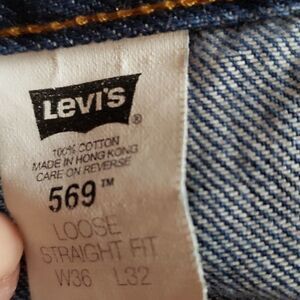 LEVI'S ®
100% COTTON
MADE IN HONG KONG
CARE ON REVERSE
569™
LOOSE
STRAIGHT FIT
W36 L32